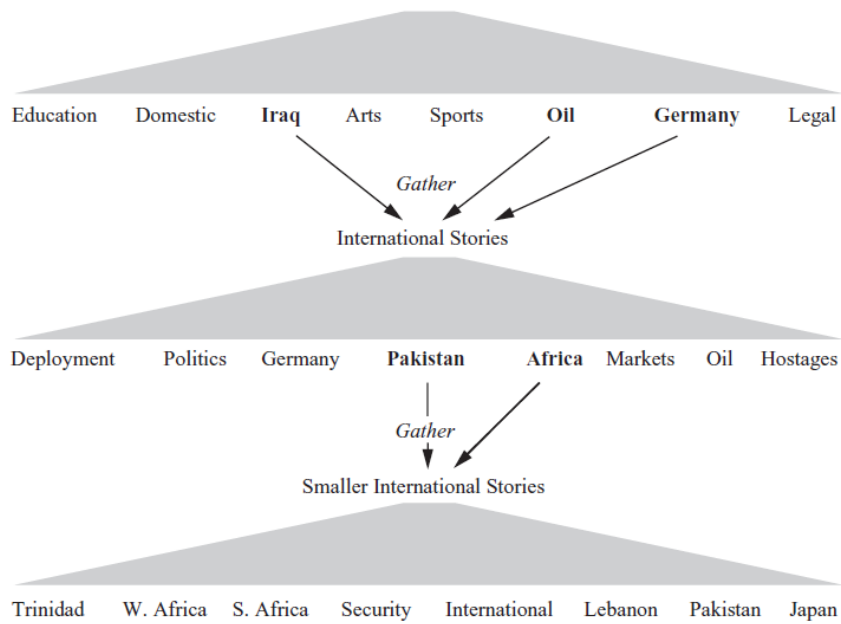 Education Domestic Iraq Arts Sports Oil Germany Legal
Gather
International Stories
Deployment Politics Germany Pakistan Africa Markets Oil Hostages
Gather
Smaller International Stories
Trinidad W. Africa S. Africa Security International Lebanon Pakistan Japan